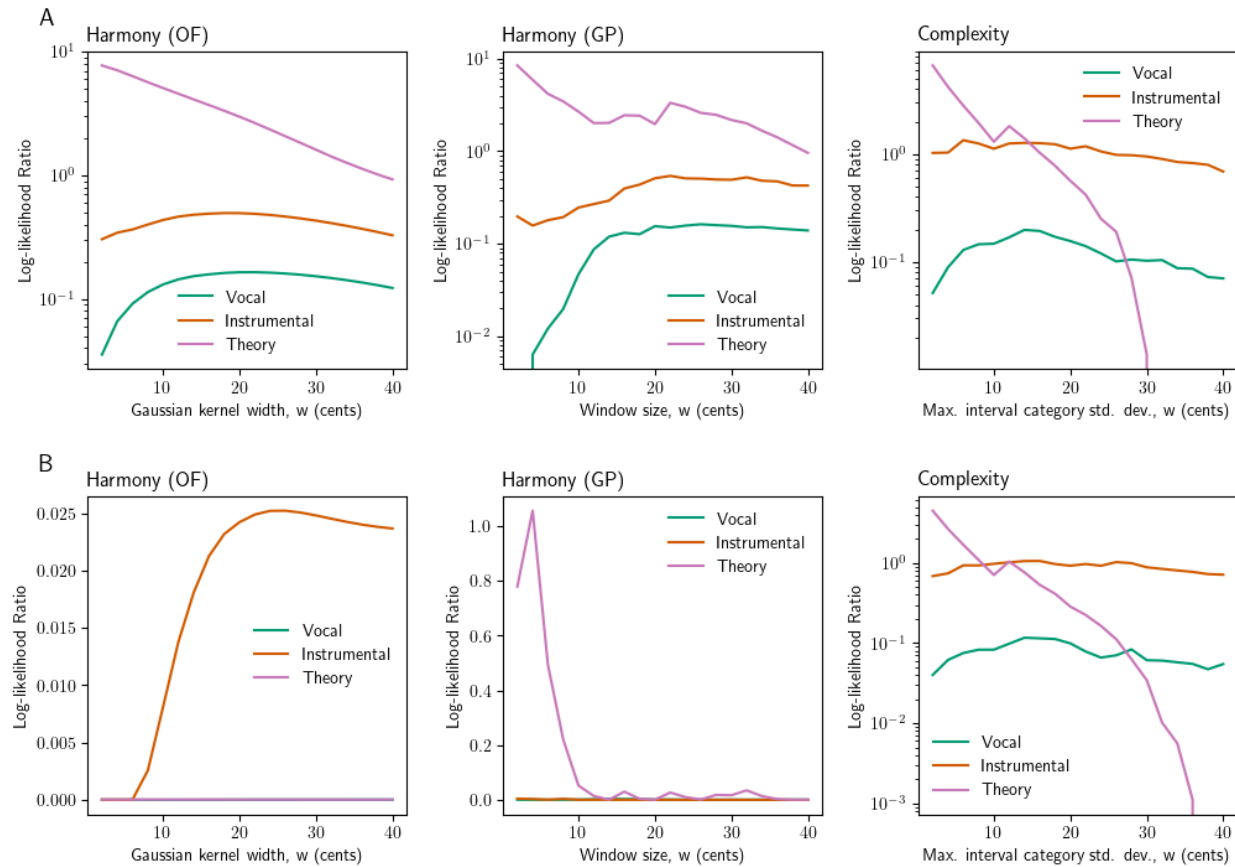 A
Harmony (OF)
Log-likelihood Ratio
10^1
10^0
10^-1
Vocal
Instrumental
Theory
10 20 30 40
Gaussian kernel width, w (cents)
Harmony (GP)
Log-likelihood Ratio
10^1
10^0
10^-1
10^-2
Vocal
Instrumental
Theory
10 20 30 40
Window size, w (cents)
Complexity
Log-likelihood Ratio
10^0
10^-1
Vocal
Instrumental
Theory
10 20 30 40
Max. interval category std. dev., w (cents)
B
Harmony (OF)
Log-likelihood Ratio
0.025
0.020
0.015
0.010
0.005
0.000
Vocal
Instrumental
Theory
10 20 30 40
Gaussian kernel width, w (cents)
Harmony (GP)
Log-likelihood Ratio
1.0
0.8
0.6
0.4
0.2
0.0
Vocal
Instrumental
Theory
10 20 30 40
Window size, w (cents)
Complexity
Log-likelihood Ratio
10^0
10^-1
10^-2
10^-3
Vocal
Instrumental
Theory
10 20 30 40
Max. interval category std. dev., w (cents)